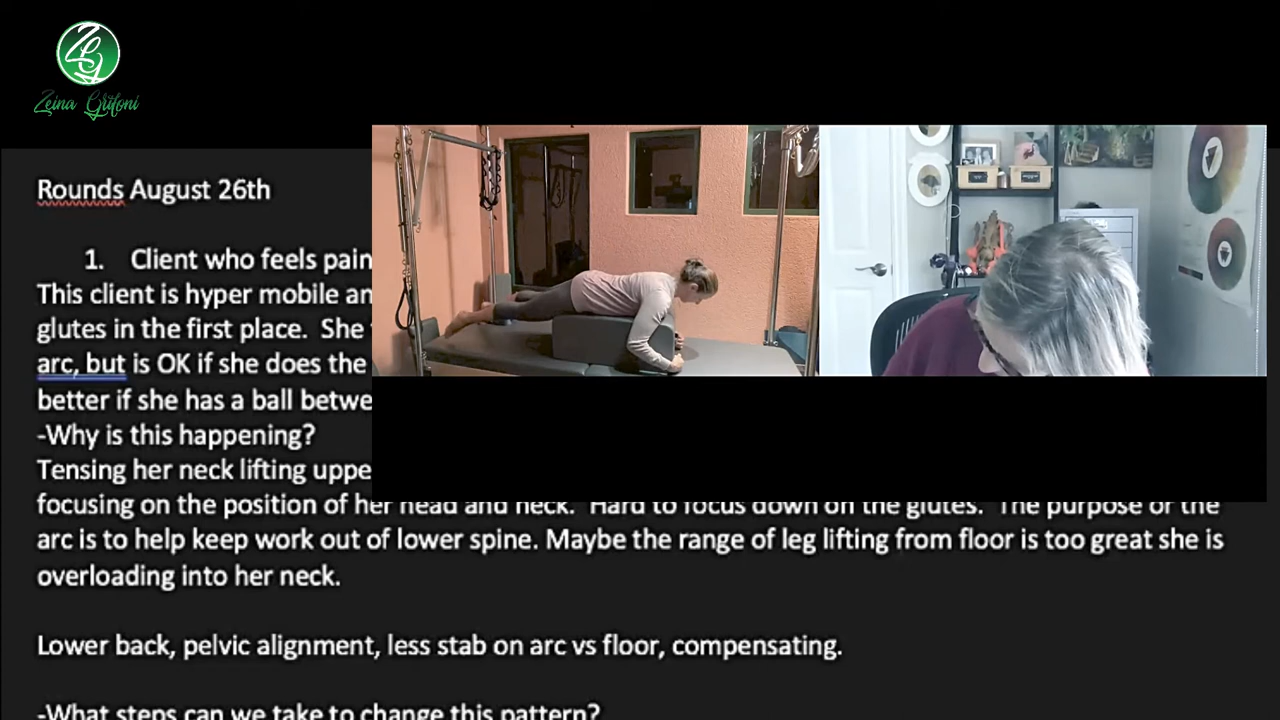 Zeina Grifoni
Rounds August 26th
1. Client who feels pain
This client is hyper mobile an
glutes in the first place. She
arc, but is OK if she does the
better if she has a ball betwe
-Why is this happening?
Tensing her neck lifting uppe
focusing on the position of her head and neck. Hard to focus down on the glutes. The purpose of the
arc is to help keep work out of lower spine. Maybe the range of leg lifting from floor is too great she is
overloading into her neck.
Lower back, pelvic alignment, less stab on arc vs floor, compensating.
-What steps can we take to change this pattern?